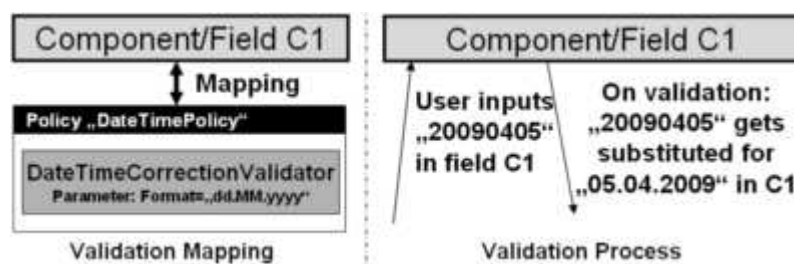 Component/Field C1
Mapping
Policy „DateTimePolicy“
DateTimeCorrectionValidator
Parameter: Format=„dd.MM.yyyy“
Validation Mapping
Component/Field C1
User inputs
„20090405“
in field C1
On validation:
„20090405“ gets
substituted for
„05.04.2009“ in C1
Validation Process